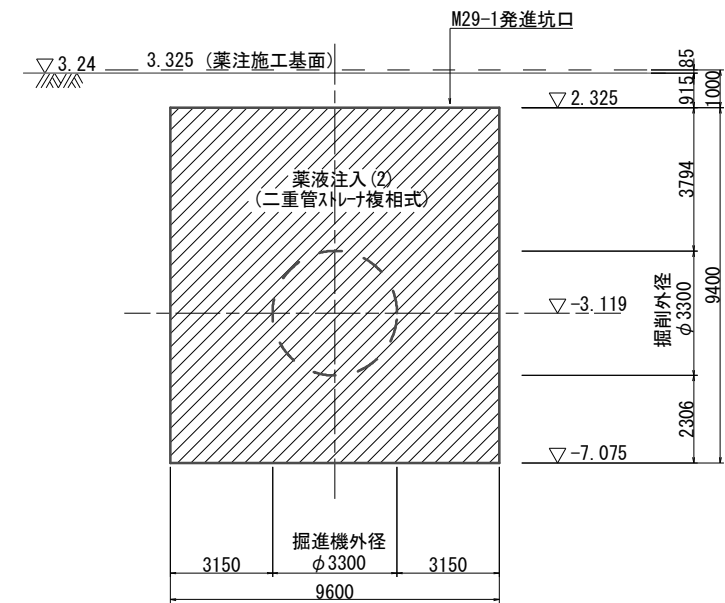 M29-1発進坑口
▽3.24
3.325 (薬注施工基面)
85
915
1000
▽2.325
薬液注入(2)
(二重管ストレーナ複相式)
3794
掘削外径
φ3300
9400
▽-3.119
2306
▽-7.075
掘進機外径
3150
φ3300
3150
9600